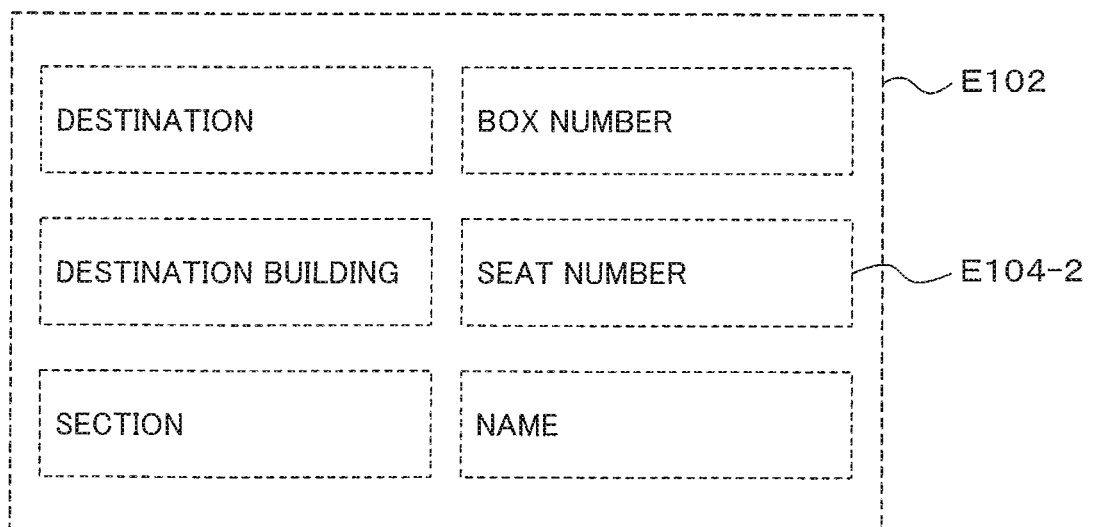 DESTINATION
BOX NUMBER
E102
DESTINATION BUILDING
SEAT NUMBER
E104-2
SECTION
NAME